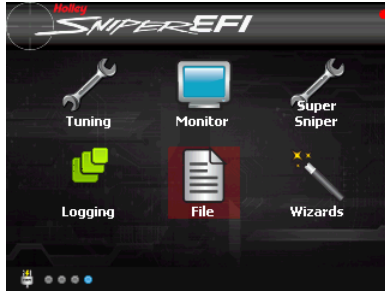 Holley
SNIPER EFI
Tuning
Monitor
Super
Sniper
Logging
File
Wizards